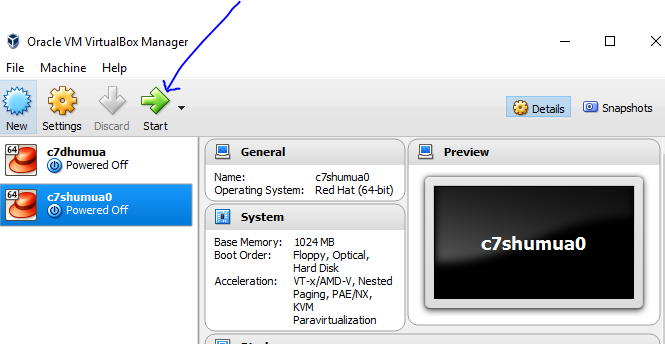 Oracle VM VirtualBox Manager
File Machine Help
New Settings Discard Start Details Snapshots
64 c7dhumua
Powered Off
64 c7shumua0
Powered Off
General
Name: c7shumua0
Operating System: Red Hat (64-bit)
System
Base Memory: 1024 MB
Boot Order: Floppy, Optical,
Hard Disk
Acceleration: VT-x/AMD-V, Nested
Paging, PAE/NX,
KVM
Paravirtualization
Preview
c7shumua0